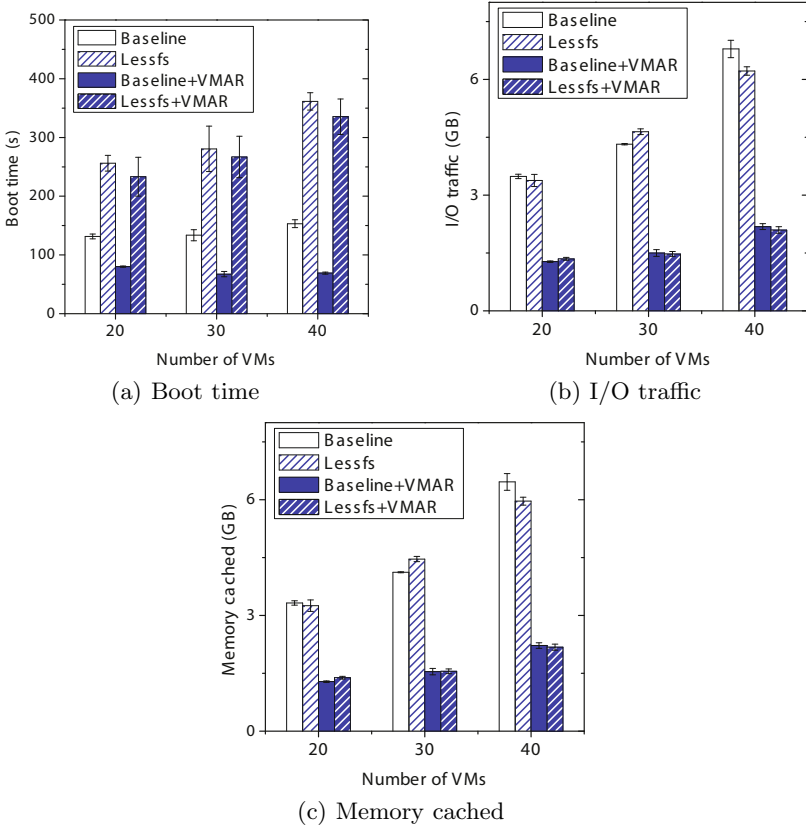 500
400
300
200
100
0
Boot time (s)
Baseline
Lessfs
Baseline+VMAR
Lessfs+VMAR
20 30 40
Number of VMs
(a) Boot time
6
3
0
I/O traffic (GB)
Baseline
Lessfs
Baseline+VMAR
Lessfs+VMAR
20 30 40
Number of VMs
(b) I/O traffic
6
3
0
Memory cached (GB)
Baseline
Lessfs
Baseline+VMAR
Lessfs+VMAR
20 30 40
Number of VMs
(c) Memory cached